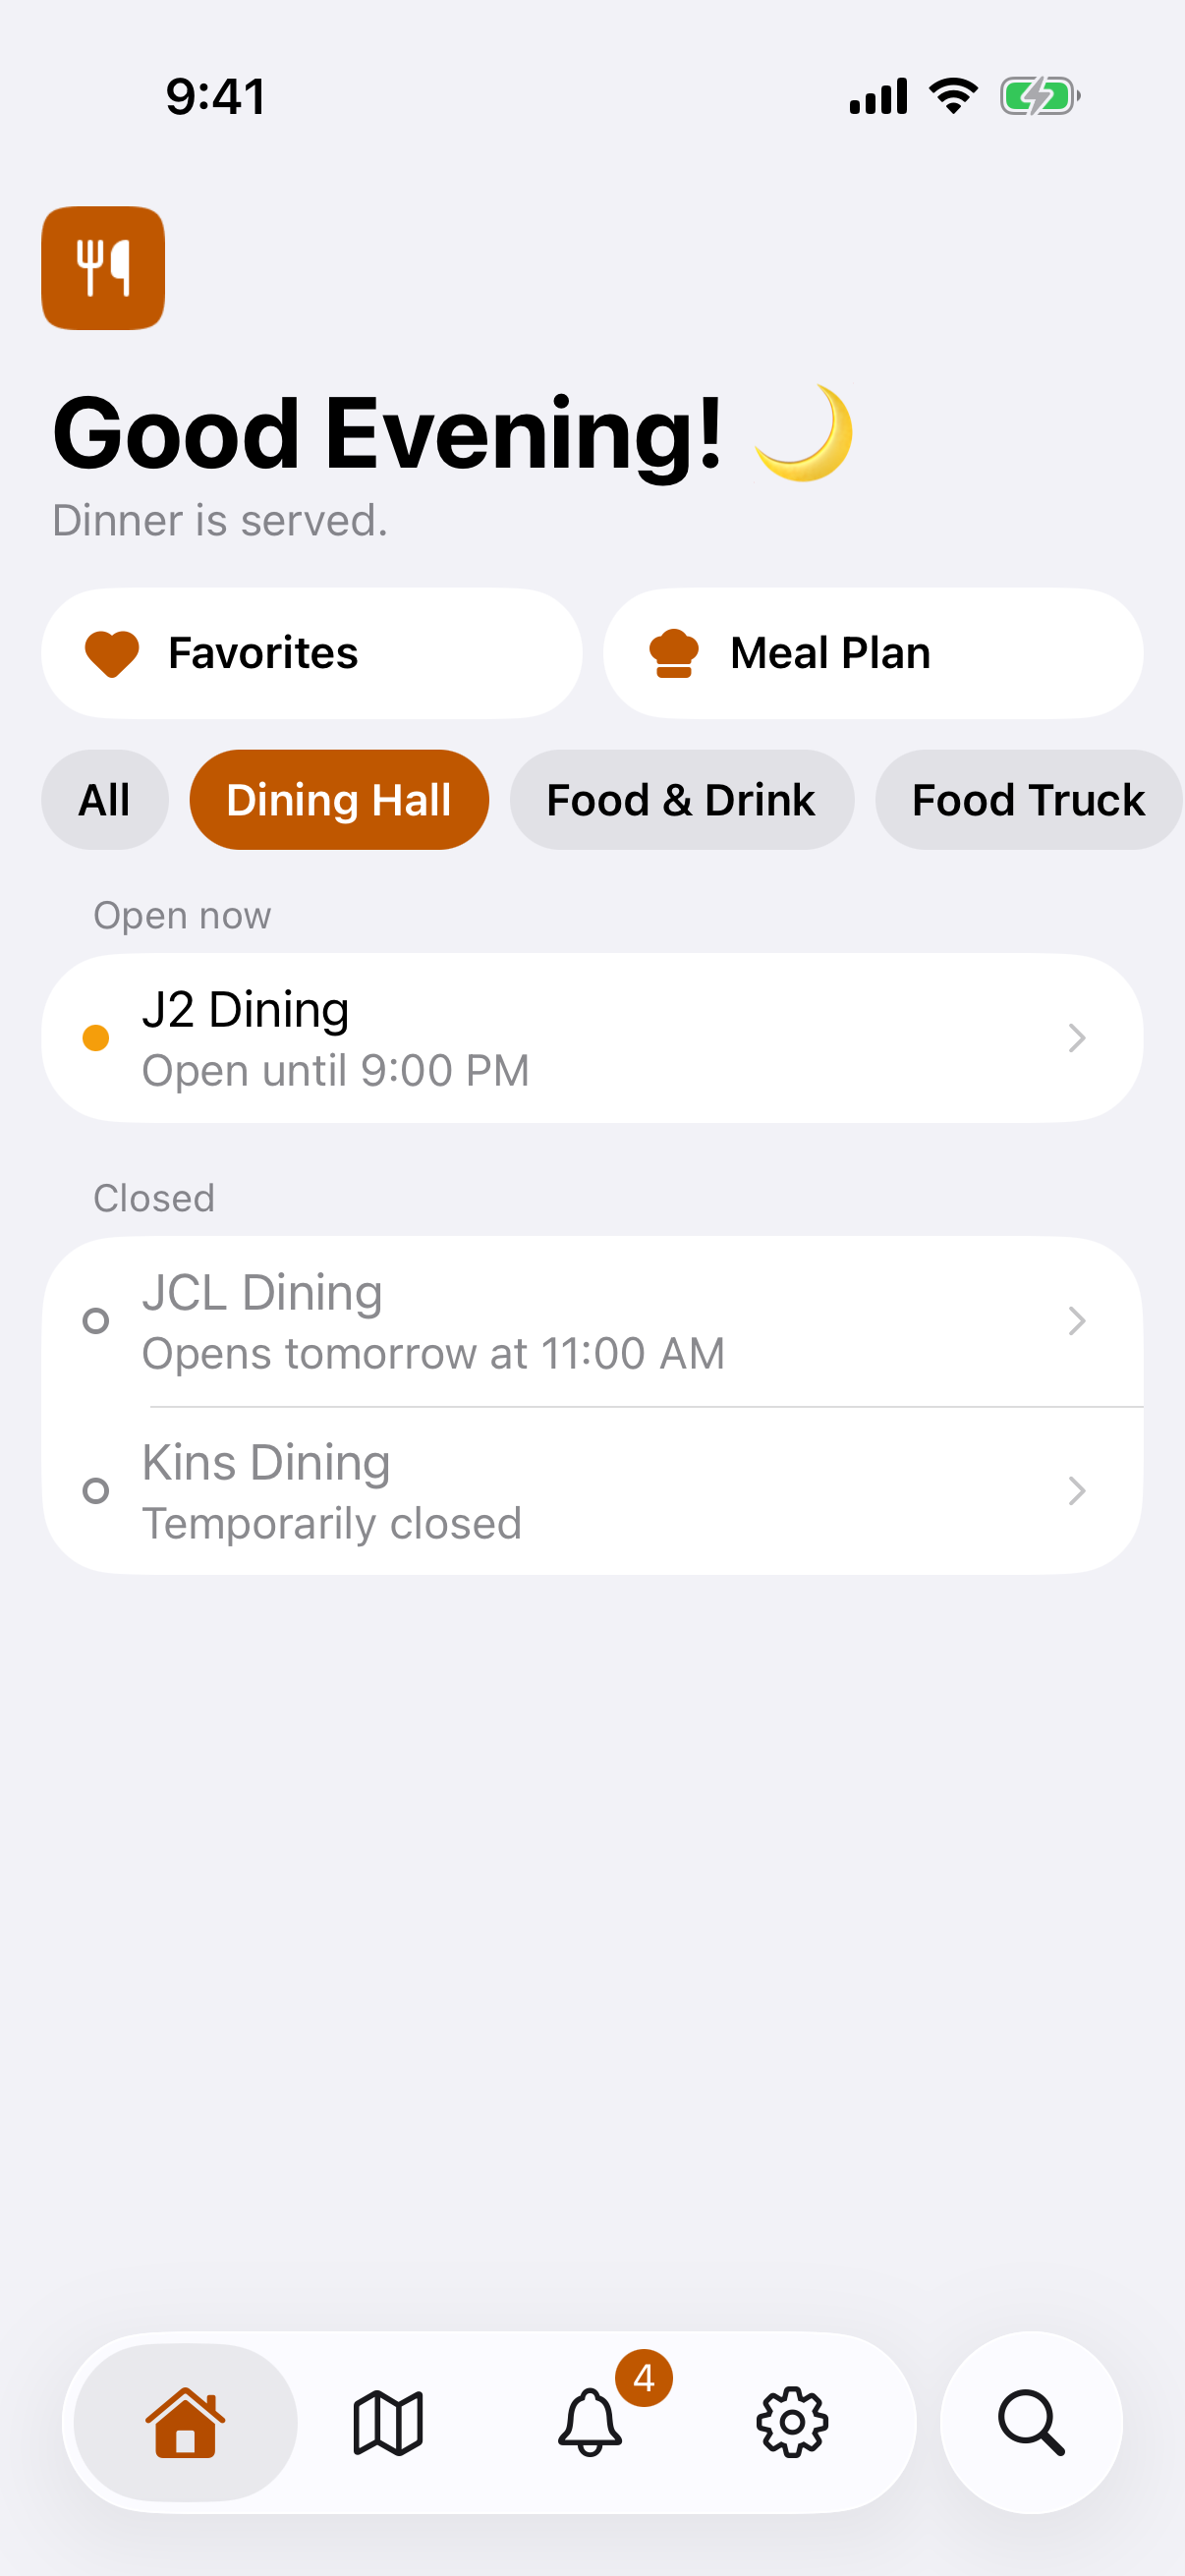 9:41
Good Evening! 🌙
Dinner is served.
Favorites
Meal Plan
All
Dining Hall
Food & Drink
Food Truck
Open now
J2 Dining
Open until 9:00 PM
Closed
JCL Dining
Opens tomorrow at 11:00 AM
Kins Dining
Temporarily closed
4